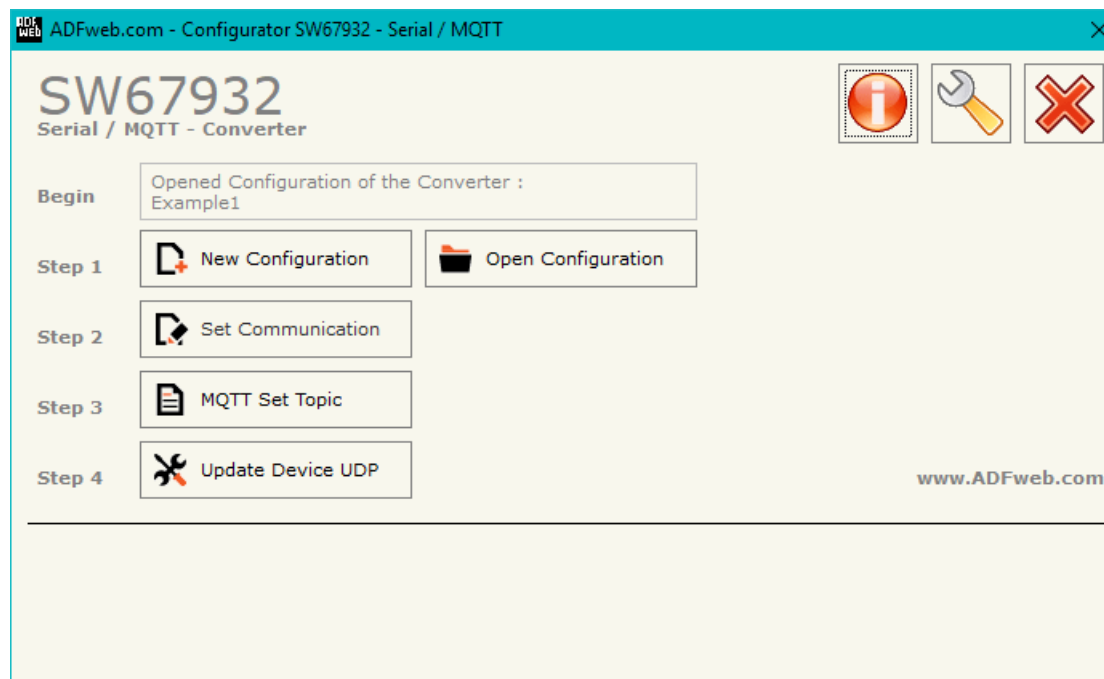 ADF
WEB
ADFweb.com - Configurator SW67932 - Serial / MQTT
SW67932
Serial / MQTT - Converter
Begin
Opened Configuration of the Converter :
Example1
Step 1
New Configuration
Open Configuration
Step 2
Set Communication
Step 3
MQTT Set Topic
Step 4
Update Device UDP
www.ADFweb.com